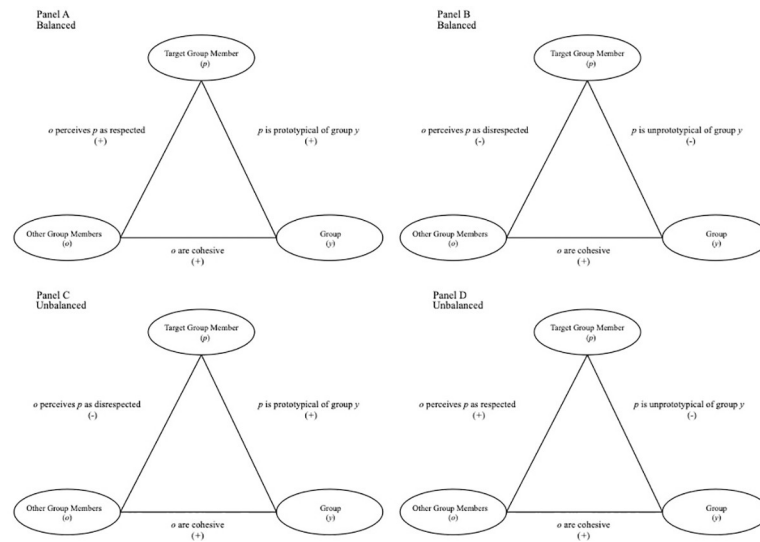 Panel A
Balanced
Target Group Member
(p)
o perceives p as respected
(+)
p is prototypical of group y
(+)
Other Group Members
(o)
o are cohesive
(+)
Group
(y)
Panel B
Balanced
Target Group Member
(p)
o perceives p as disrespected
(-)
p is unprototypical of group y
(-)
Other Group Members
(o)
o are cohesive
(+)
Group
(y)
Panel C
Unbalanced
Target Group Member
(p)
o perceives p as disrespected
(-)
p is prototypical of group y
(+)
Other Group Members
(o)
o are cohesive
(+)
Group
(y)
Panel D
Unbalanced
Target Group Member
(p)
o perceives p as respected
(+)
p is unprototypical of group y
(-)
Other Group Members
(o)
o are cohesive
(+)
Group
(y)